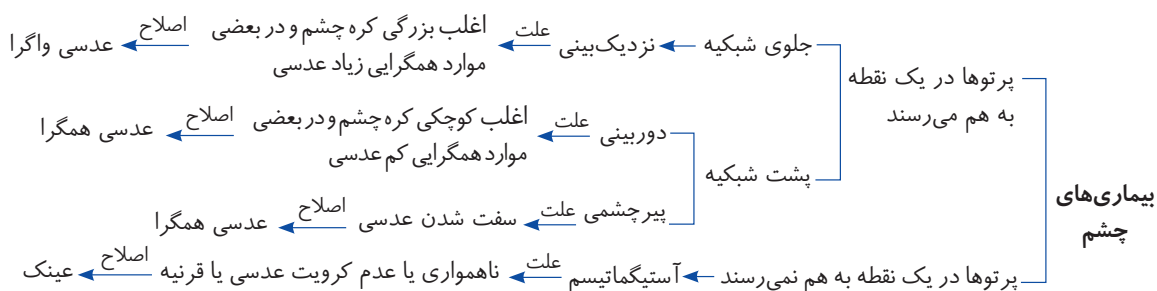 بیماری‌های
چشم
پرتوها در یک نقطه
به هم می‌رسند
جلوی شبکیه
نزدیک‌بینی
علت
اغلب بزرگی کره چشم و در بعضی
موارد همگرایی زیاد عدسی
اصلاح
عدسی واگرا
پشت شبکیه
دوربینی
علت
اغلب کوچکی کره چشم و در بعضی
موارد همگرایی کم عدسی
اصلاح
عدسی همگرا
پیرچشمی
علت
سفت شدن عدسی
اصلاح
عدسی همگرا
پرتوها در یک نقطه به هم نمی‌رسند
آستیگماتیسم
علت
ناهمواری یا عدم کرویت عدسی یا قرنیه
اصلاح
عینک